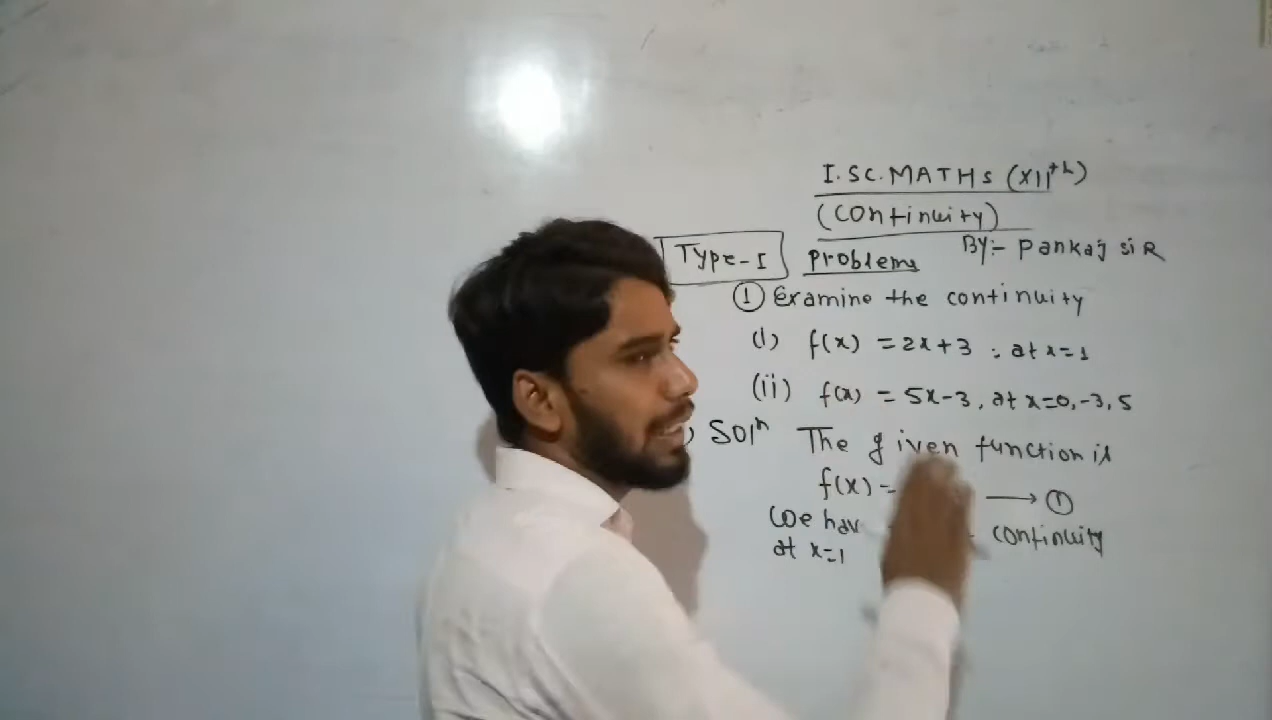 I.SC.MATHS (XIIth)
(continuity)
Type-I problems By:- Pankaj siR
① Examine the continuity
(i) f(x) = 2x+3 ; at x=1
(ii) f(x) = 5x-3, at x=0,-3,5
) Solⁿ The given function is
f(x) = → ①
We hav continuity
at x=1